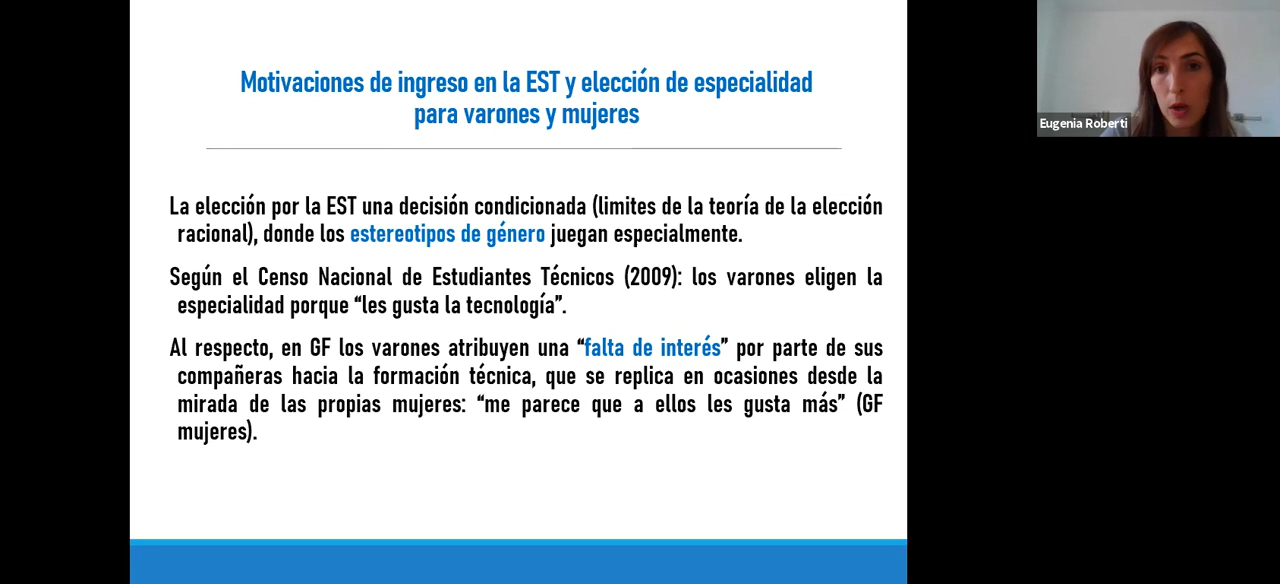 Motivaciones de ingreso en la EST y elección de especialidad
para varones y mujeres
La elección por la EST una decisión condicionada (limites de la teoría de la elección
racional), donde los estereotipos de género juegan especialmente.
Según el Censo Nacional de Estudiantes Técnicos (2009): los varones eligen la
especialidad porque “les gusta la tecnología”.
Al respecto, en GF los varones atribuyen una “falta de interés” por parte de sus
compañeras hacia la formación técnica, que se replica en ocasiones desde la
mirada de las propias mujeres: “me parece que a ellos les gusta más” (GF
mujeres).
Eugenia Roberti